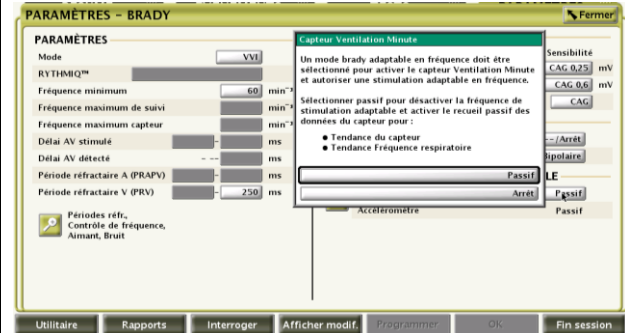 PARAMÈTRES - BRADY
Fermer
PARAMÈTRES
Mode VVI
RYTHMIQ™
Fréquence minimum 60 min⁻¹
Fréquence maximum de suivi min⁻¹
Fréquence maximum capteur min⁻¹
Délai AV stimulé - ms
Délai AV détecté - -- ms
Période réfractaire A (PRAPV) - ms
Période réfractaire V (PRV) - 250 ms
Périodes réfr.,
Contrôle de fréquence,
Aimant, Bruit
Capteur Ventilation Minute
Un mode brady adaptable en fréquence doit être
sélectionné pour activer le capteur Ventilation Minute
et autoriser une stimulation adaptable en fréquence.
Sélectionner passif pour désactiver la fréquence de
stimulation adaptable et activer le recueil passif des
données du capteur pour :
● Tendance du capteur
● Tendance Fréquence respiratoire
Passif
Arrêt
Sensibilité
CAG 0,25 mV
CAG 0,6 mV
CAG
--/Arrêt
ipolaire
LE
Passif
Accéléromètre Passif
Utilitaire Rapports Interroger Afficher modif. Programmer OK Fin session